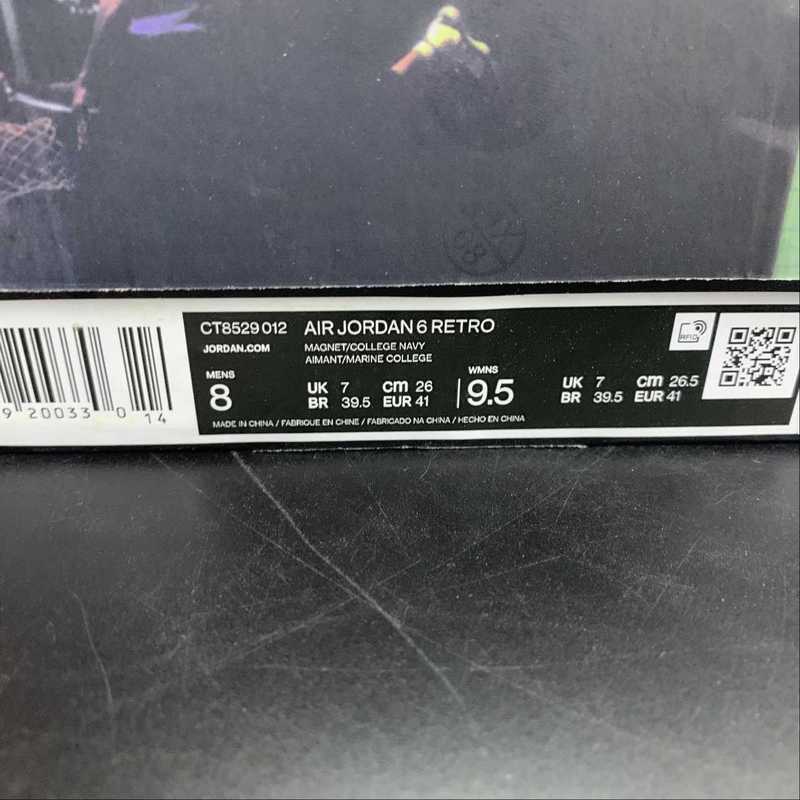 CT8529 012 AIR JORDAN 6 RETRO
JORDAN.COM MAGNET/COLLEGE NAVY
AIMANT/MARINE COLLEGE
RFID
MENS
8
UK 7 cm 26
BR 39.5 EUR 41
WMNS
9.5
UK 7 cm 26.5
BR 39.5 EUR 41
MADE IN CHINA / FABRIQUE EN CHINE / FABRICADO NA CHINA / HECHO EN CHINA
9 20033 0 14